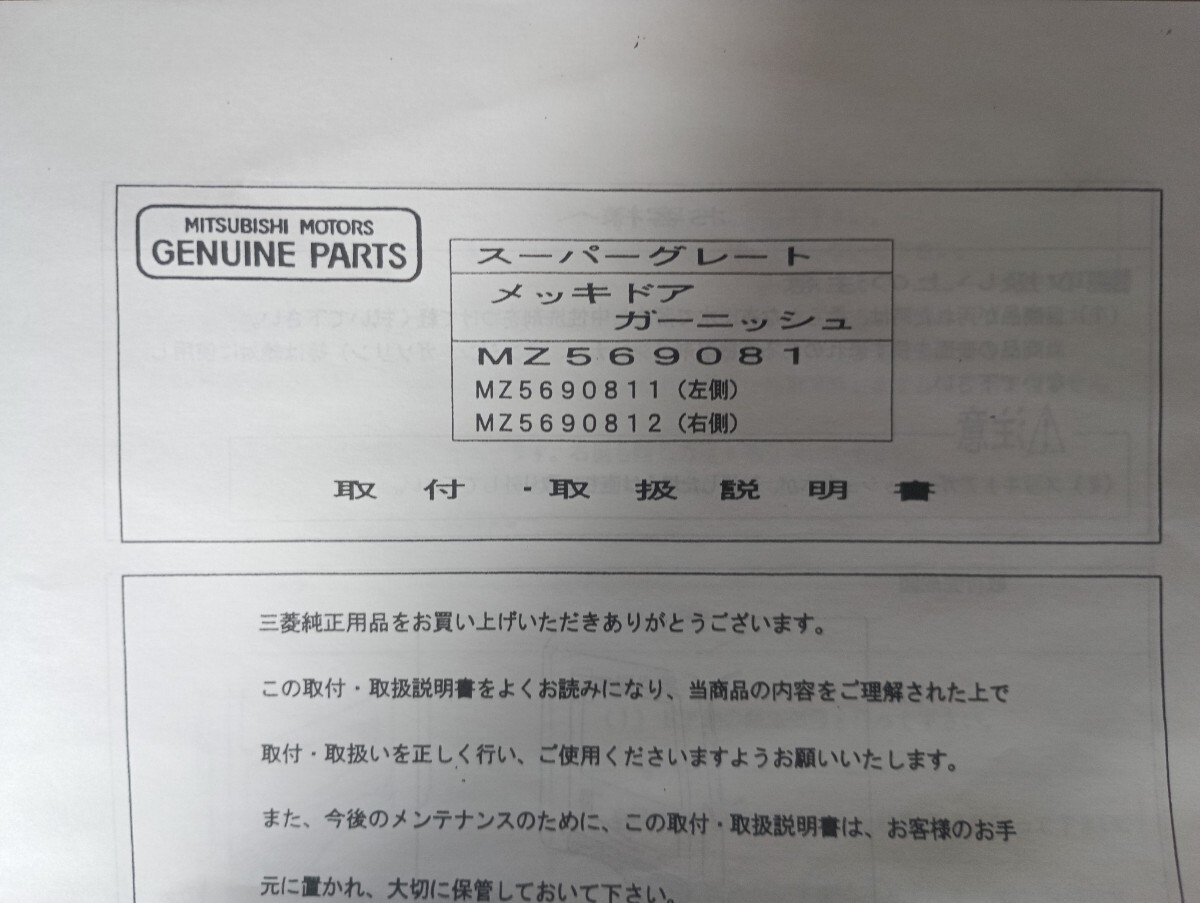 MITSUBISHI MOTORS
GENUINE PARTS
スーパーグレート
メッキドア
ガーニッシュ
MZ569081
MZ5690811（左側）
MZ5690812（右側）
取付・取扱説明書
三菱純正用品をお買い上げいただきありがとうございます。
この取付・取扱説明書をよくお読みになり、当商品の内容をご理解された上で
取付・取扱いを正しく行い、ご使用くださいますようお願いいたします。
また、今後のメンテナンスのために、この取付・取扱説明書は、お客様のお手
元に置かれ、大切に保管しておいて下さい。